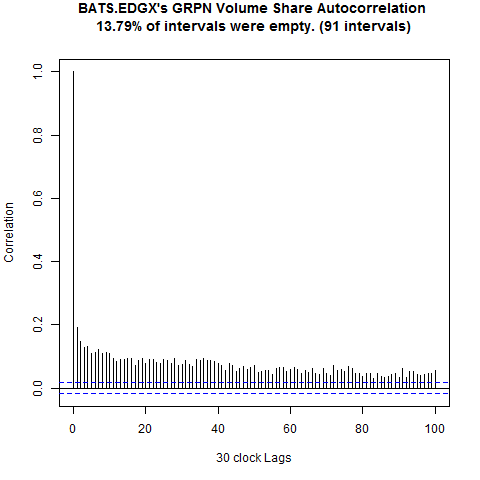 BATS.EDGX's GRPN Volume Share Autocorrelation
13.79% of intervals were empty. (91 intervals)
1.0
0.8
0.6
0.4
0.2
0.0
Correlation
0 20 40 60 80 100
30 clock Lags